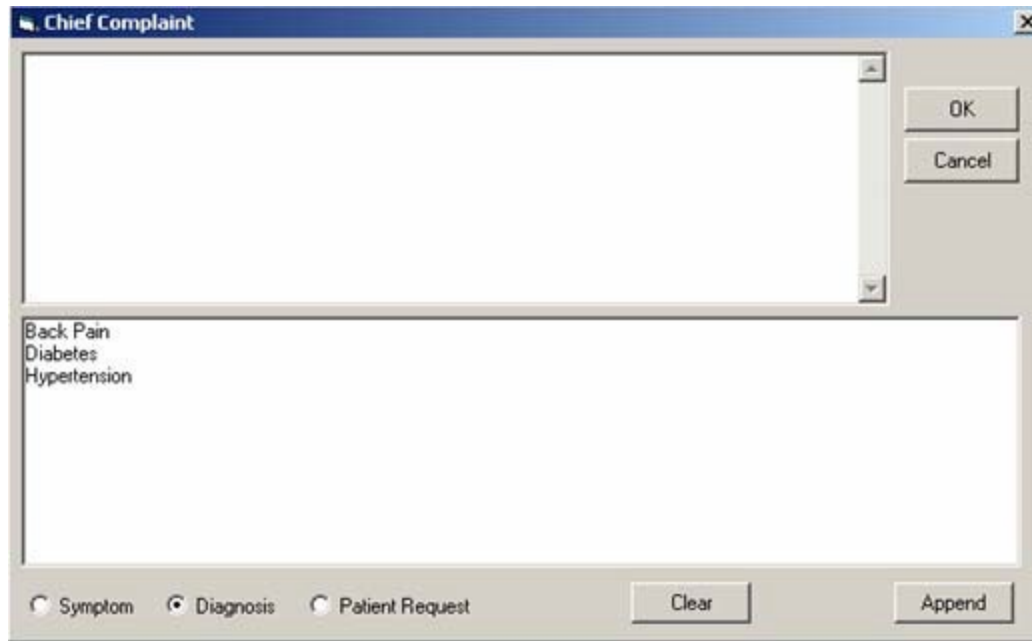 Chief Complaint
OK
Cancel
Back Pain
Diabetes
Hypertension
Symptom Diagnosis Patient Request Clear Append